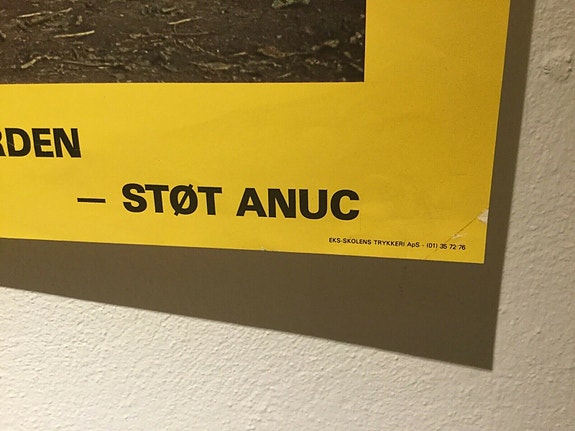 RDEN
— STØT ANUC
EKS-SKOLENS TRYKKERI ApS - (01) 35 72 76